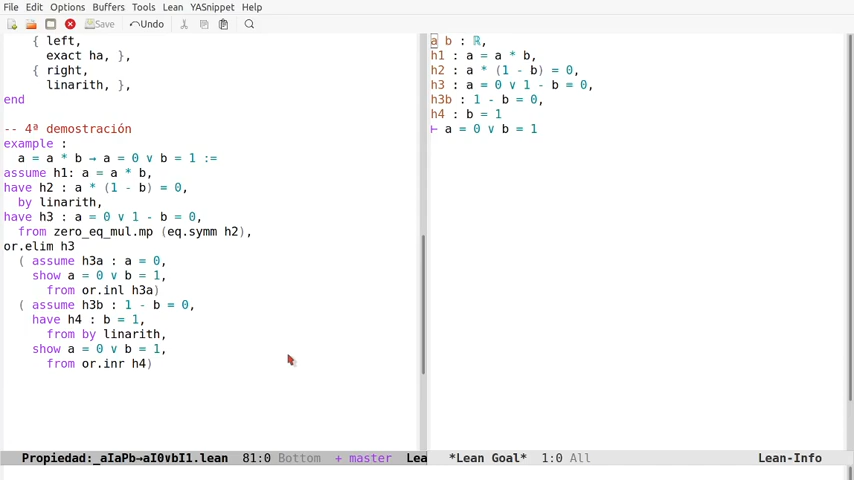 File Edit Options Buffers Tools Lean YASnippet Help
Save Undo
{ left,
exact ha, },
{ right,
linarith, },
end
-- 4ª demostración
example :
a = a * b → a = 0 ∨ b = 1 :=
assume h1: a = a * b,
have h2 : a * (1 - b) = 0,
by linarith,
have h3 : a = 0 ∨ 1 - b = 0,
from zero_eq_mul.mp (eq.symm h2),
or.elim h3
( assume h3a : a = 0,
show a = 0 ∨ b = 1,
from or.inl h3a)
( assume h3b : 1 - b = 0,
have h4 : b = 1,
from by linarith,
show a = 0 ∨ b = 1,
from or.inr h4)
Propiedad:_aIaPb→aI0∨bI1.lean 81:0 Bottom + master Lea
a b : ℝ,
h1 : a = a * b,
h2 : a * (1 - b) = 0,
h3 : a = 0 ∨ 1 - b = 0,
h3b : 1 - b = 0,
h4 : b = 1
⊢ a = 0 ∨ b = 1
*Lean Goal* 1:0 All Lean-Info